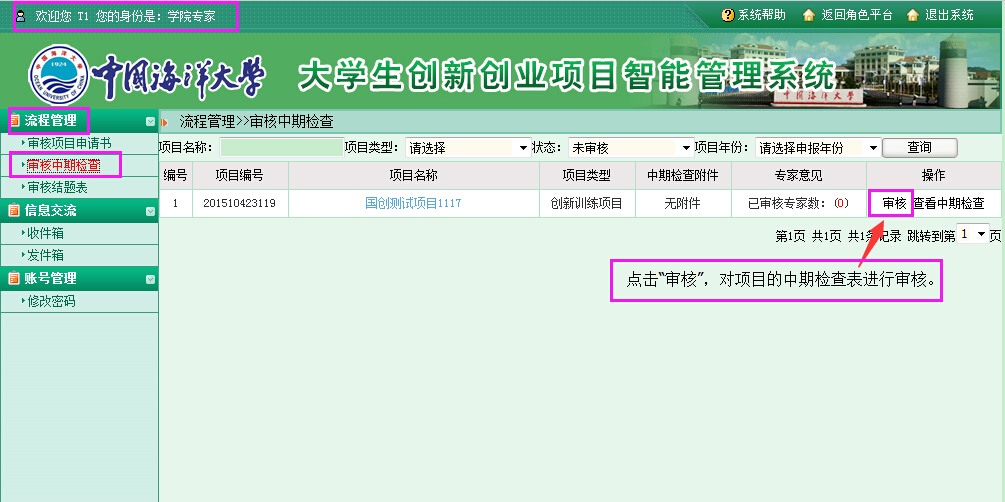 欢迎您 T1 您的身份是：学院专家
系统帮助 返回角色平台 退出系统
中国海洋大学 大学生创新创业项目智能管理系统
1924
OCEAN UNIVERSITY OF CHINA
中国海洋大学
流程管理
审核项目申请书
审核中期检查
审核结题表
信息交流
收件箱
发件箱
账号管理
修改密码
流程管理>>审核中期检查
项目名称： 项目类型： 请选择 状态： 未审核 项目年份： 请选择申报年份 查询
编号 项目编号 项目名称 项目类型 中期检查附件 专家意见 操作
1 201510423119 国创测试项目1117 创新训练项目 无附件 已审核专家数：(0) 审核 查看中期检查
第1页 共1页 共1条记录 跳转到第 1 页
点击“审核”，对项目的中期检查表进行审核。